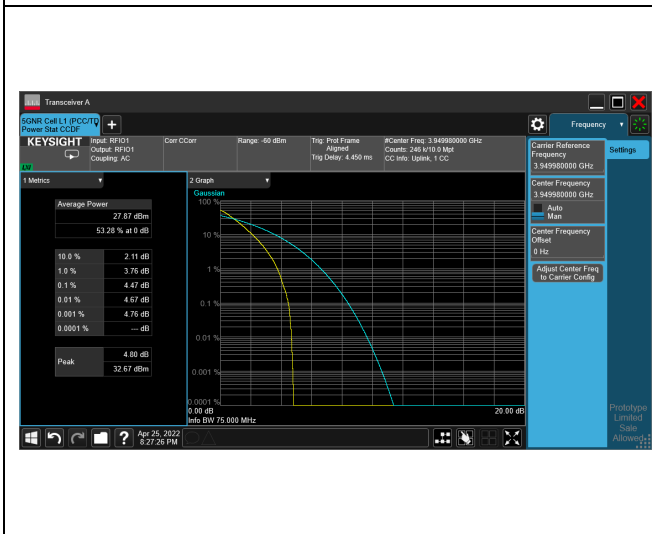 Transceiver A
5GNR Cell L1 (PCC/TD
Power Stat CCDF
Frequency
KEYSIGHT
LV
Input: RFIO1
Output: RFIO1
Coupling: AC
Corr CCorr
Range: -60 dBm
Trig: Prot Frame
Aligned
Trig Delay: 4.450 ms
#Center Freq: 3.949980000 GHz
Counts: 246 k/10.0 Mpt
CC Info: Uplink, 1 CC
1 Metrics
Average Power
27.87 dBm
53.28 % at 0 dB
10.0 % 2.11 dB
1.0 % 3.76 dB
0.1 % 4.47 dB
0.01 % 4.67 dB
0.001 % 4.76 dB
0.0001 % --- dB
Peak
4.80 dB
32.67 dBm
2 Graph
Gaussian
100 %
10 %
1 %
0.1 %
0.01 %
0.001 %
0.0001 %
0.00 dB 20.00 dB
Info BW 75.000 MHz
Carrier Reference
Frequency
3.949980000 GHz
Center Frequency
3.949980000 GHz
Auto
Man
Center Frequency
Offset
0 Hz
Adjust Center Freq
to Carrier Config
Settings
Prototype
Limited
Sale
Allowed
?
Apr 25, 2022
8:27:26 PM